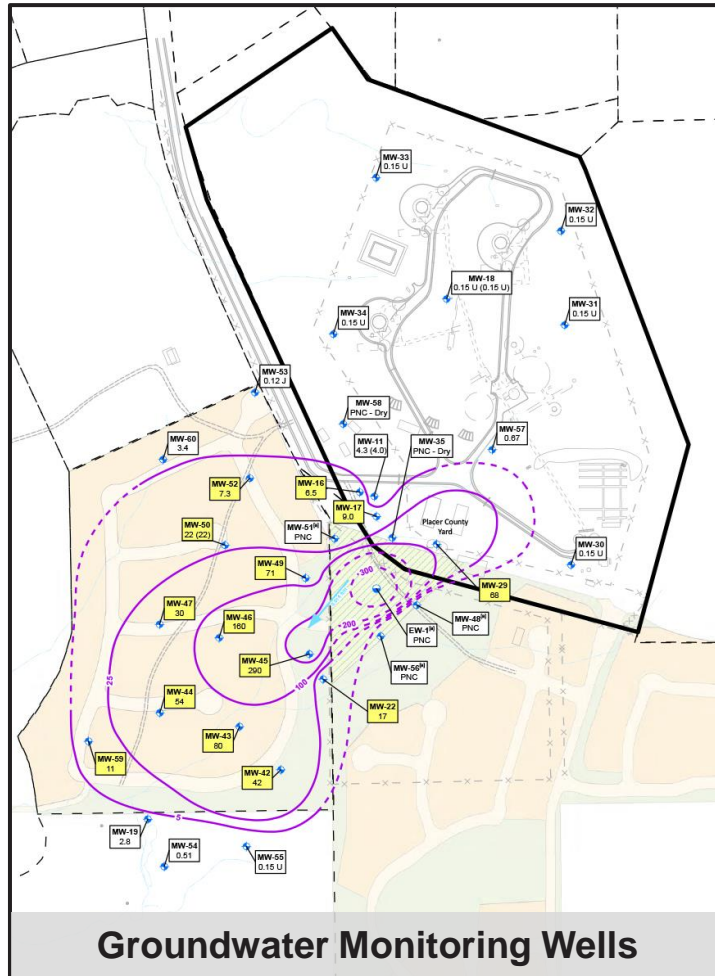 MW-33
0.15 U
MW-32
0.15 U
MW-18
0.15 U (0.15 U)
MW-31
0.15 U
MW-34
0.15 U
MW-53
0.12 J
MW-58
PNC - Dry
MW-57
0.67
MW-60
3.4
MW-11
4.3 (4.0)
MW-35
PNC - Dry
MW-52
7.3
MW-16
6.5
MW-17
9.0
MW-50
22 (22)
MW-51[a]
PNC
Placer County
Yard
MW-30
0.15 U
MW-49
71
300
MW-29
68
MW-47
30
MW-46
160
200
EW-1[a]
PNC
MW-48[a]
PNC
MW-45
290
MW-56[a]
PNC
25
100
MW-22
17
MW-44
54
MW-43
80
MW-59
11
MW-42
42
5
MW-19
2.8
MW-54
0.51
MW-55
0.15 U
Groundwater Monitoring Wells